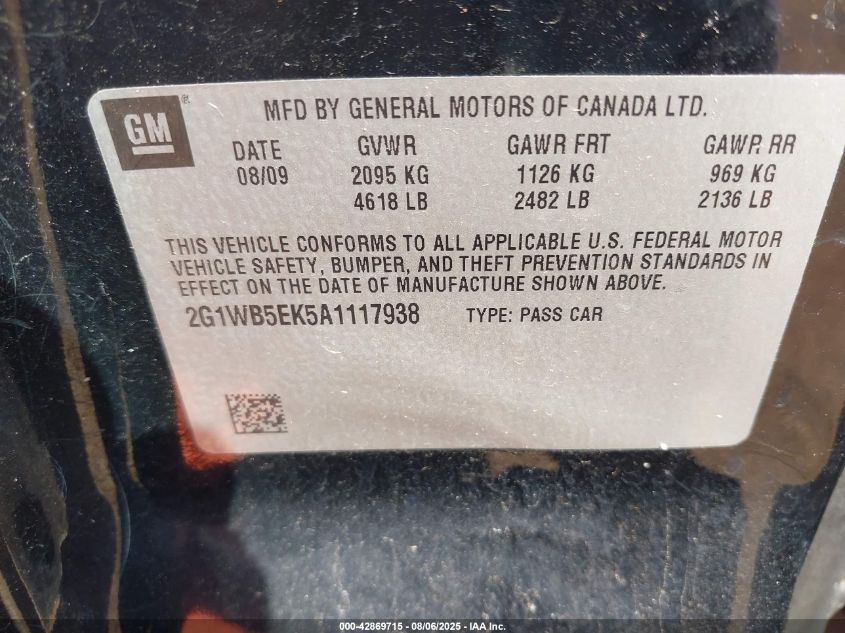 GM ® MFD BY GENERAL MOTORS OF CANADA LTD.
DATE GVWR GAWR FRT GAWR RR
08/09 2095 KG 1126 KG 969 KG
4618 LB 2482 LB 2136 LB
THIS VEHICLE CONFORMS TO ALL APPLICABLE U.S. FEDERAL MOTOR
VEHICLE SAFETY, BUMPER, AND THEFT PREVENTION STANDARDS IN
EFFECT ON THE DATE OF MANUFACTURE SHOWN ABOVE.
2G1WB5EK5A1117938 TYPE: PASS CAR
000-42869715 - 08/06/2025 - IAA Inc.